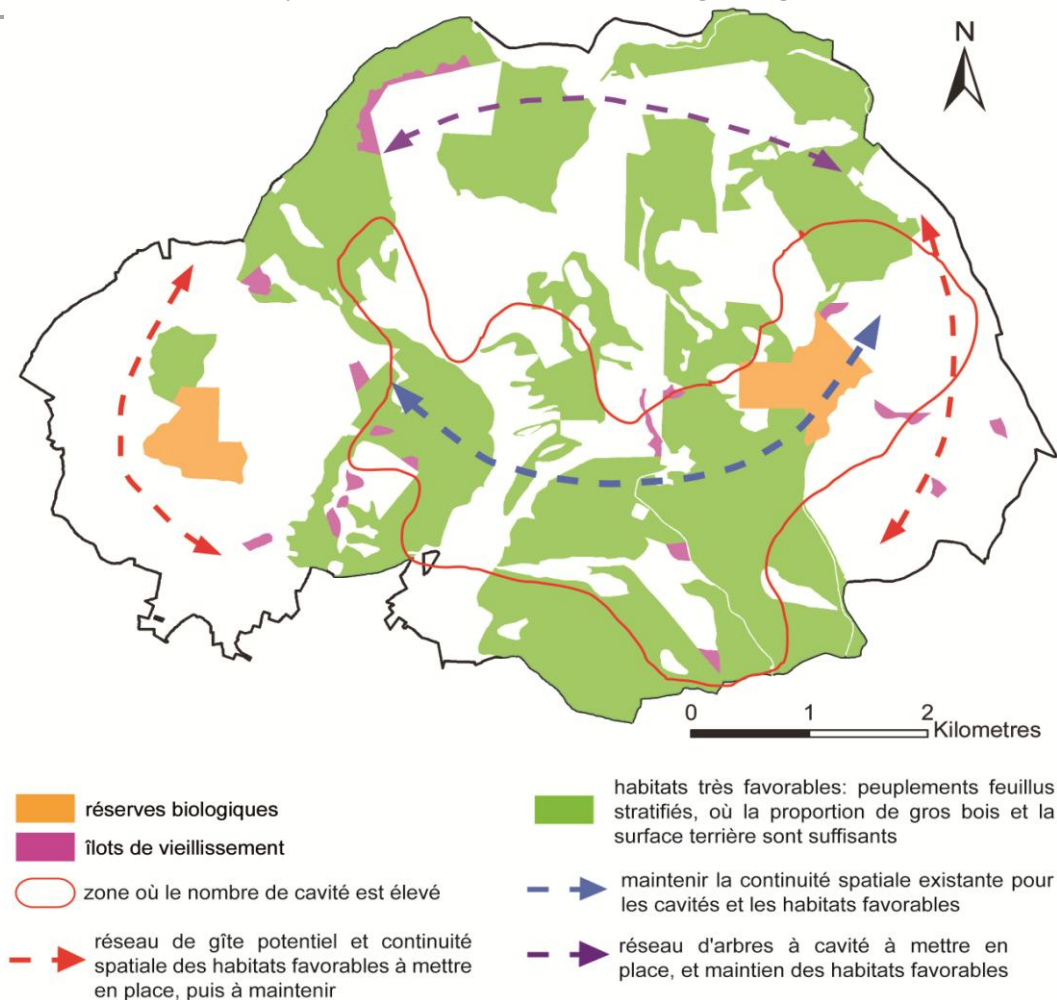 N
0 1 2
Kilometres
réserves biologiques
îlots de vieillissement
zone où le nombre de cavité est élevé
réseau de gîte potentiel et continuité
spatiale des habitats favorables à mettre
en place, puis à maintenir
habitats très favorables: peuplements feuillus
stratifiés, où la proportion de gros bois et la
surface terrière sont suffisants
maintenir la continuité spatiale existante pour
les cavités et les habitats favorables
réseau d'arbres à cavité à mettre en
place, et maintien des habitats favorables